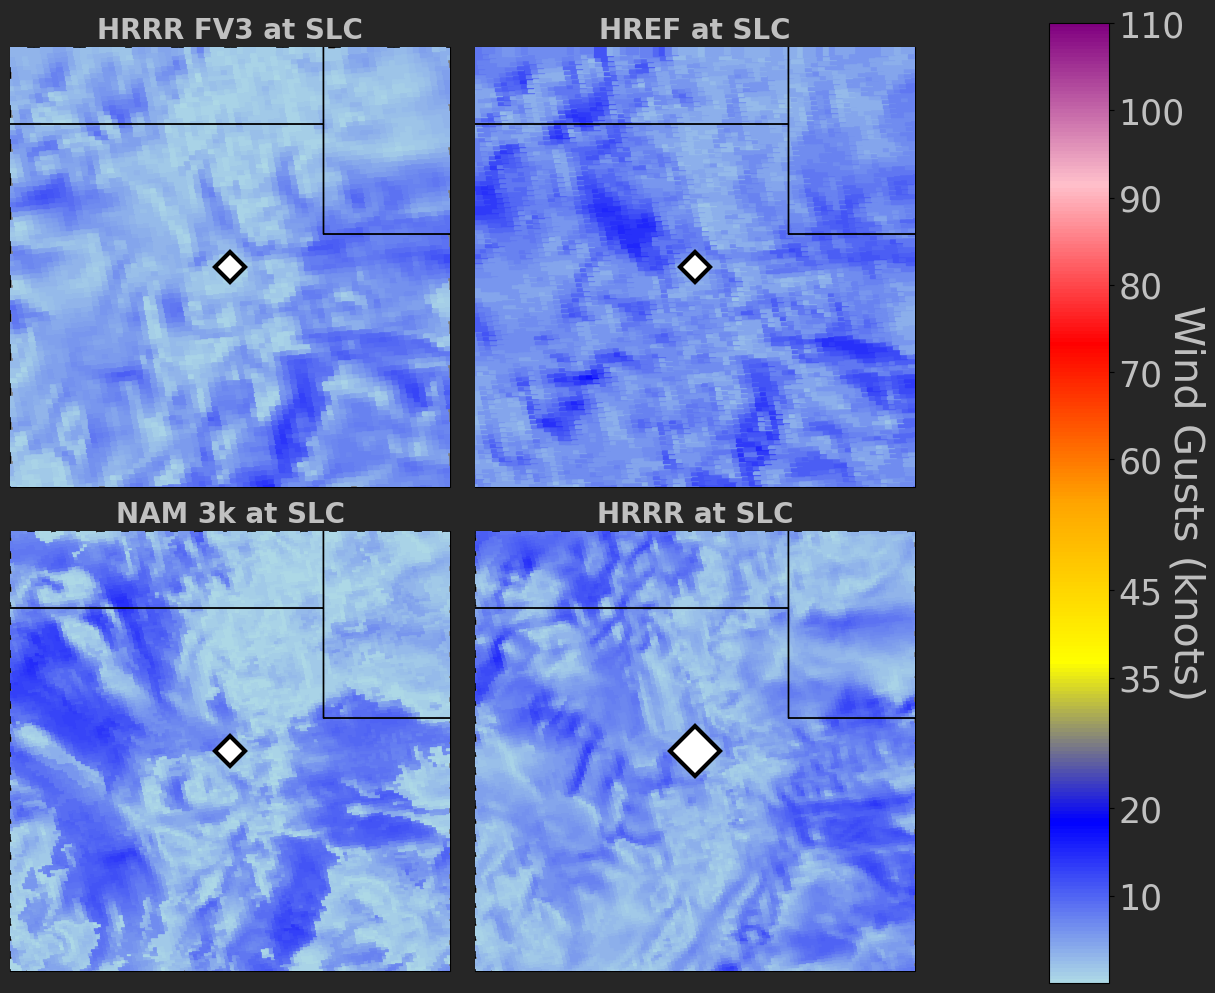 HRRR FV3 at SLC
HREF at SLC
NAM 3k at SLC
HRRR at SLC
110
100
90
80
70
60
45
35
20
10
Wind Gusts (knots)